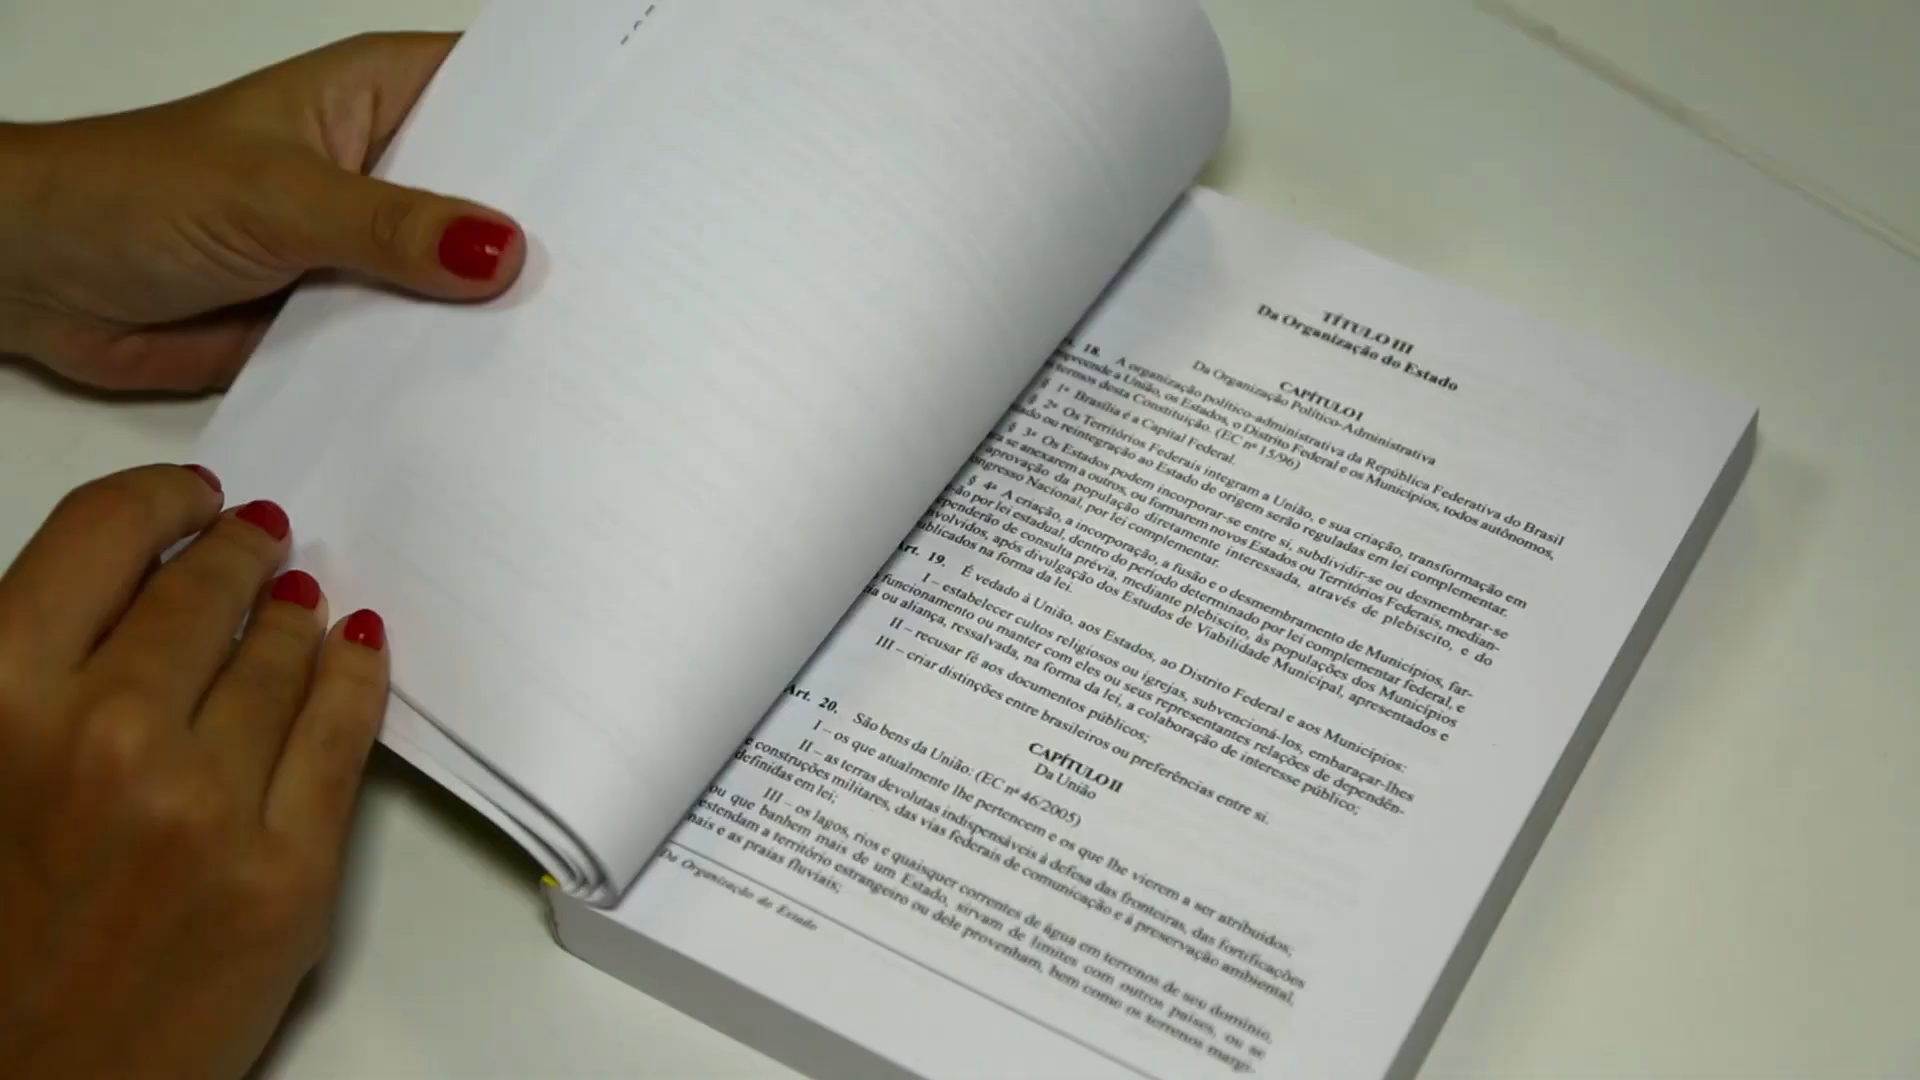 TÍTULO III
Da Organização do Estado
CAPÍTULO I
Da Organização Político-Administrativa
18. A organização político-administrativa da República Federativa do Brasil
a União, os Estados, o Distrito Federal e os Municípios, todos autônomos,
termos desta Constituição. (EC nº 15/96)
§ 1º Brasília é a Capital Federal.
§ 2º Os Territórios Federais integram a União, e sua criação, transformação em
ou reintegração ao Estado de origem serão reguladas em lei complementar.
§ 3º Os Estados podem incorporar-se entre si, subdividir-se ou desmembrar-se
se anexarem a outros, ou formarem novos Estados ou Territórios Federais, median-
aprovação da população diretamente interessada, através de plebiscito, e do
Nacional, por lei complementar.
§ 4º A criação, a incorporação, a fusão e o desmembramento de Municípios, far-
por lei estadual, dentro do período determinado por lei complementar federal, e
de consulta prévia, mediante plebiscito, às populações dos Municípios
após divulgação dos Estudos de Viabilidade Municipal, apresentados e
na forma da lei.
Art. 19. É vedado à União, aos Estados, ao Distrito Federal e aos Municípios:
I – estabelecer cultos religiosos ou igrejas, subvencioná-los, embaraçar-lhes
funcionamento ou manter com eles ou seus representantes relações de dependên-
ou aliança, ressalvada, na forma da lei, a colaboração de interesse público;
II – recusar fé aos documentos públicos;
III – criar distinções entre brasileiros ou preferências entre si.
CAPÍTULO II
Da União
Art. 20. São bens da União: (EC nº 46/2005)
I – os que atualmente lhe pertencem e os que lhe vierem a ser atribuídos;
II – as terras devolutas indispensáveis à defesa das fronteiras, das fortificações
e construções militares, das vias federais de comunicação e à preservação ambiental,
definidas em lei;
III – os lagos, rios e quaisquer correntes de água em terrenos de seu domínio,
ou que banhem mais de um Estado, sirvam de limites com outros países, ou se
estendam a território estrangeiro ou dele provenham, bem como os terrenos margi-
nais e as praias fluviais;
Da Organização do Estado